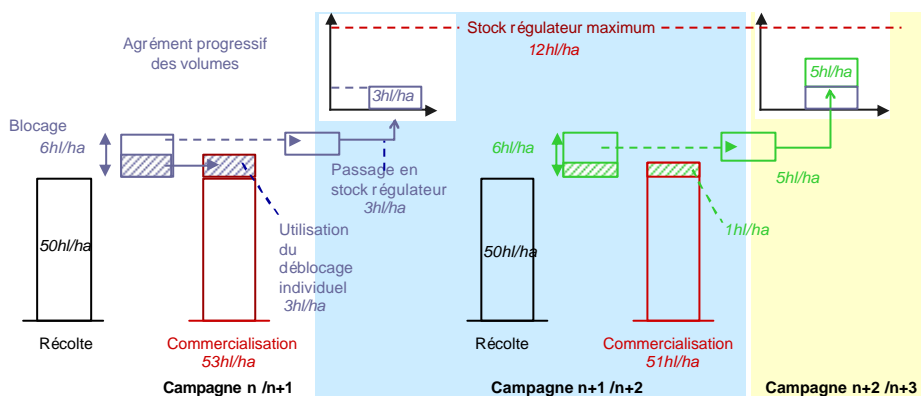 Agrément progressif
des volumes
Stock régulateur maximum
12hl/ha
3hl/ha
5hl/ha
Blocage
6hl/ha
6hl/ha
Passage en
stock régulateur
3hl/ha
5hl/ha
50hl/ha
Utilisation
du
déblocage
individuel
3hl/ha
50hl/ha
1hl/ha
Récolte
Commercialisation
53hl/ha
Récolte
Commercialisation
51hl/ha
Campagne n /n+1
Campagne n+1 /n+2
Campagne n+2 /n+3